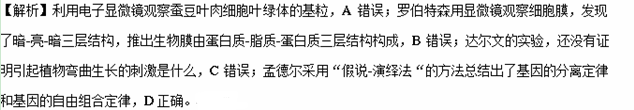 【解析】利用电子显微镜观察蚕豆叶肉细胞叶绿体的基粒，A 错误；罗伯特森用显微镜观察细胞膜，发现
了暗-亮-暗三层结构，推出生物膜由蛋白质-脂质-蛋白质三层结构构成，B 错误；达尔文的实验，还没有证
明引起植物弯曲生长的刺激是什么，C 错误；孟德尔采用“假说-演绎法“的方法总结出了基因的分离定律
和基因的自由组合定律，D 正确。